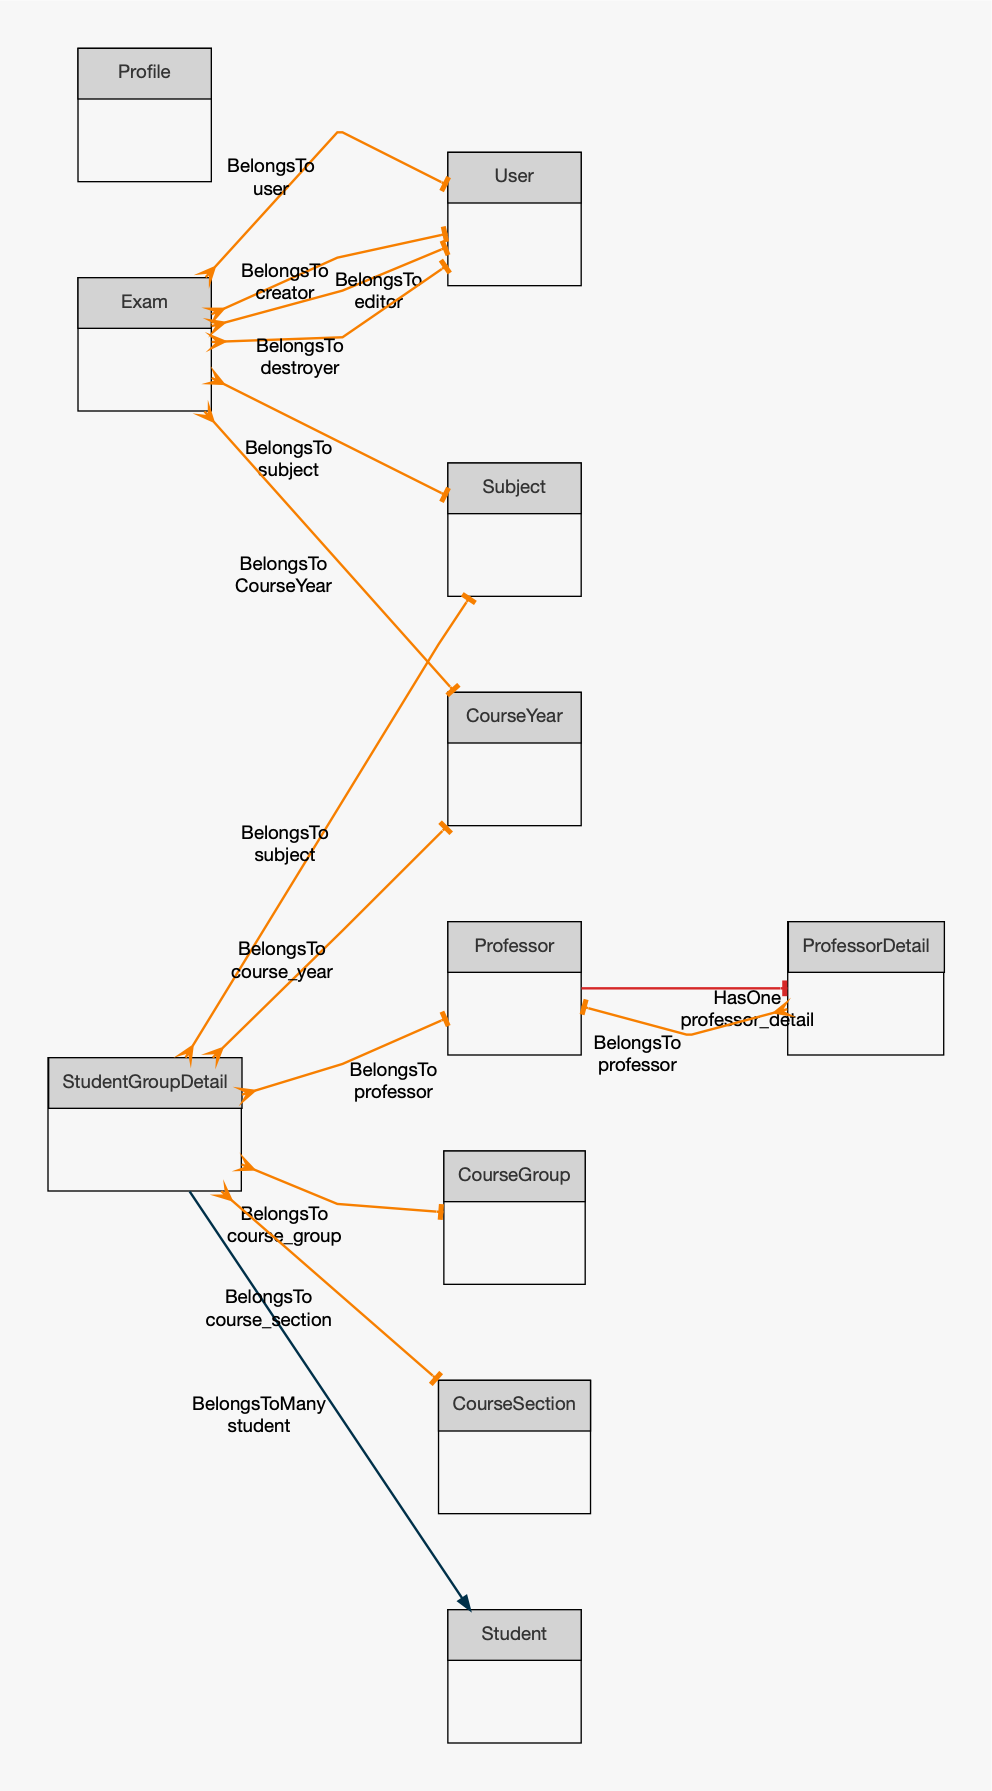 Profile
BelongsTo
user
User
BelongsTo
creator
BelongsTo
editor
Exam
BelongsTo
destroyer
BelongsTo
subject
Subject
BelongsTo
CourseYear
CourseYear
BelongsTo
subject
BelongsTo
course_year
Professor
ProfessorDetail
HasOne
professor_detail
BelongsTo
professor
BelongsTo
professor
StudentGroupDetail
CourseGroup
BelongsTo
course_group
BelongsTo
course_section
CourseSection
BelongsToMany
student
Student